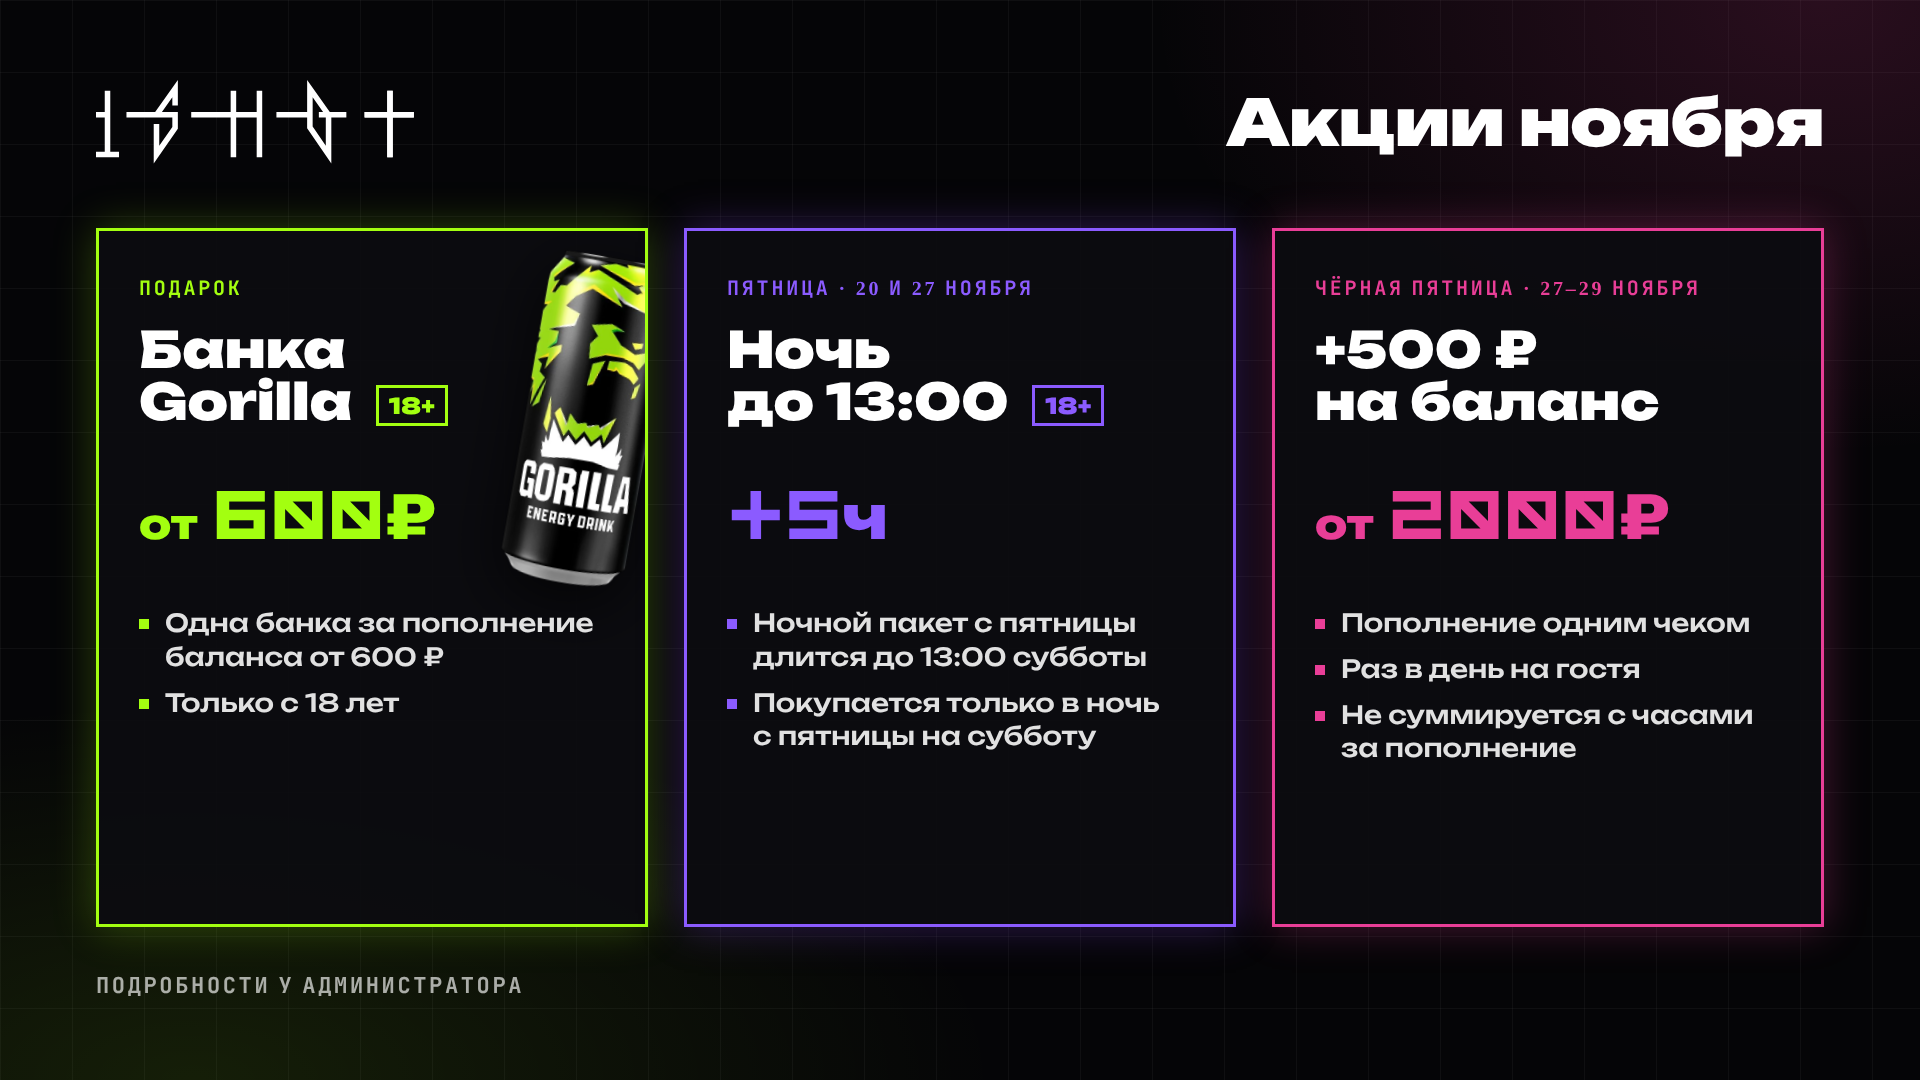 Акции ноября
ПОДАРОК
Банка
Gorilla 18+
от 600₽
GORILLA
ENERGY DRINK
Одна банка за пополнение
баланса от 600 ₽
Только с 18 лет
ПЯТНИЦА · 20 И 27 НОЯБРЯ
Ночь
до 13:00 18+
+5ч
Ночной пакет с пятницы
длится до 13:00 субботы
Покупается только в ночь
с пятницы на субботу
ЧЁРНАЯ ПЯТНИЦА · 27–29 НОЯБРЯ
+500 ₽
на баланс
от 2000₽
Пополнение одним чеком
Раз в день на гостя
Не суммируется с часами
за пополнение
ПОДРОБНОСТИ У АДМИНИСТРАТОРА